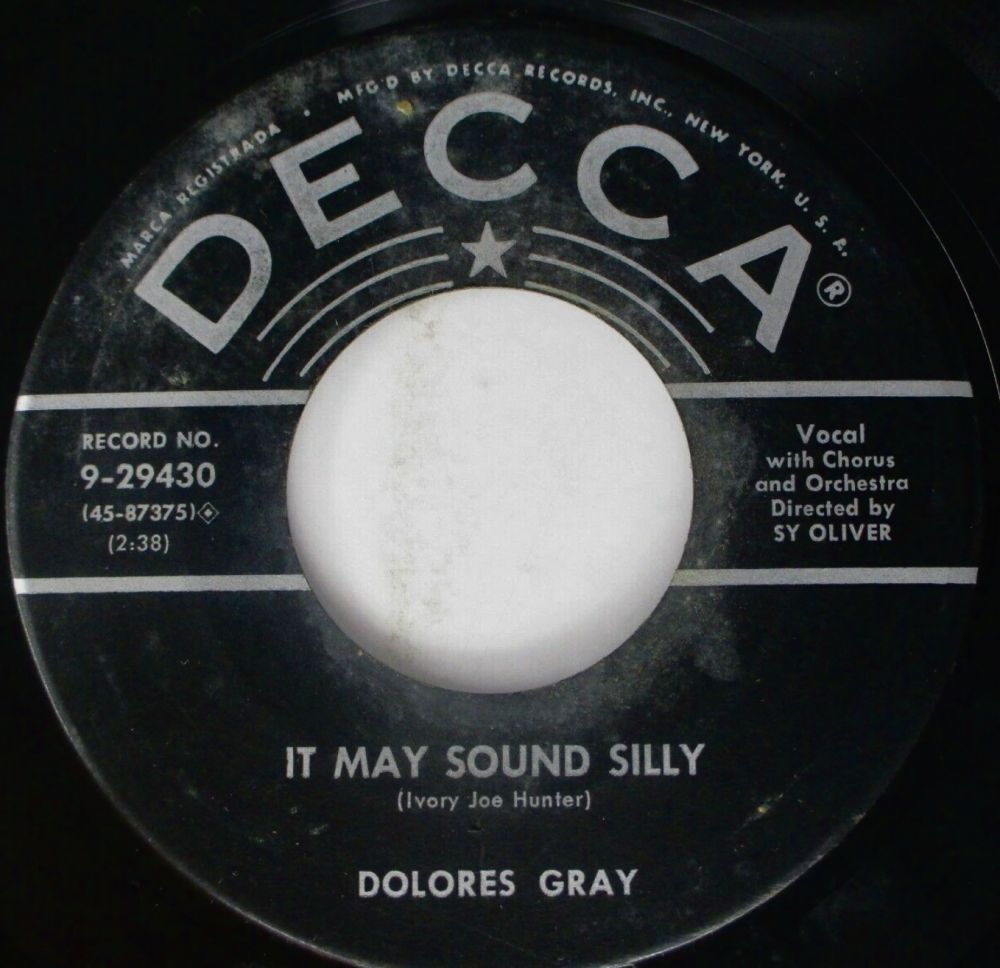 MARCA REGISTRADA • MFG'D BY DECCA RECORDS, INC., NEW YORK, U. S. A.
DECCA ®
RECORD NO.
9-29430
(45-87375)
(2:38)
Vocal
with Chorus
and Orchestra
Directed by
SY OLIVER
IT MAY SOUND SILLY
(Ivory Joe Hunter)
DOLORES GRAY